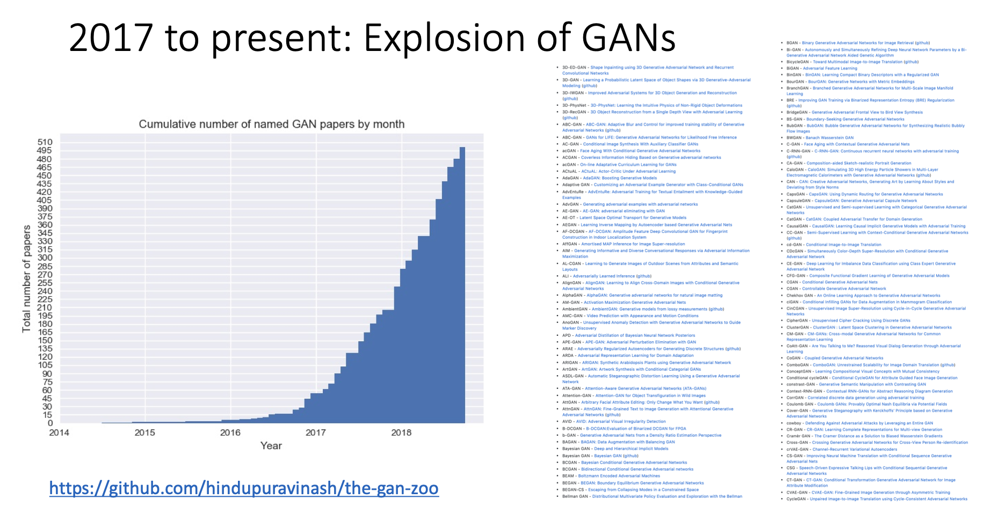 2017 to present: Explosion of GANs
Cumulative number of named GAN papers by month
510
495
480
465
450
435
420
405
390
375
360
345
330
315
300
285
270
255
240
225
210
195
180
165
150
135
120
105
90
75
60
45
30
15
0
Total number of papers
2014 2015 2016 2017 2018
Year
https://github.com/hindupuravinash/the-gan-zoo
• 3D-ED-GAN - Shape Inpainting using 3D Generative Adversarial Network and Recurrent
Convolutional Networks
• 3D-GAN - Learning a Probabilistic Latent Space of Object Shapes via 3D Generative-Adversarial
Modeling (github)
• 3D-IWGAN - Improved Adversarial Systems for 3D Object Generation and Reconstruction
(github)
• 3D-PhysNet - 3D-PhysNet: Learning the Intuitive Physics of Non-Rigid Object Deformations
• 3D-RecGAN - 3D Object Reconstruction from a Single Depth View with Adversarial Learning
(github)
• ABC-GAN - ABC-GAN: Adaptive Blur and Control for improved training stability of Generative
Adversarial Networks (github)
• ABC-GAN - GANs for LIFE: Generative Adversarial Networks for Likelihood Free Inference
• AC-GAN - Conditional Image Synthesis With Auxiliary Classifier GANs
• acGAN - Face Aging With Conditional Generative Adversarial Networks
• ACGAN - Coverless Information Hiding Based on Generative adversarial networks
• acGAN - On-line Adaptative Curriculum Learning for GANs
• ACtuAL - ACtuAL: Actor-Critic Under Adversarial Learning
• AdaGAN - AdaGAN: Boosting Generative Models
• Adaptive GAN - Customizing an Adversarial Example Generator with Class-Conditional GANs
• AdvEntuRe - AdvEntuRe: Adversarial Training for Textual Entailment with Knowledge-Guided
Examples
• AdvGAN - Generating adversarial examples with adversarial networks
• AE-GAN - AE-GAN: adversarial eliminating with GAN
• AE-OT - Latent Space Optimal Transport for Generative Models
• AEGAN - Learning Inverse Mapping by Autoencoder based Generative Adversarial Nets
• AF-DCGAN - AF-DCGAN: Amplitude Feature Deep Convolutional GAN for Fingerprint
Construction in Indoor Localization System
• AffGAN - Amortised MAP Inference for Image Super-resolution
• AIM - Generating Informative and Diverse Conversational Responses via Adversarial Information
Maximization
• AL-CGAN - Learning to Generate Images of Outdoor Scenes from Attributes and Semantic
Layouts
• ALI - Adversarially Learned Inference (github)
• AlignGAN - AlignGAN: Learning to Align Cross-Domain Images with Conditional Generative
Adversarial Networks
• AlphaGAN - AlphaGAN: Generative adversarial networks for natural image matting
• AM-GAN - Activation Maximization Generative Adversarial Nets
• AmbientGAN - AmbientGAN: Generative models from lossy measurements (github)
• AMC-GAN - Video Prediction with Appearance and Motion Conditions
• AnoGAN - Unsupervised Anomaly Detection with Generative Adversarial Networks to Guide
Marker Discovery
• APD - Adversarial Distillation of Bayesian Neural Network Posteriors
• APE-GAN - APE-GAN: Adversarial Perturbation Elimination with GAN
• ARAE - Adversarially Regularized Autoencoders for Generating Discrete Structures (github)
• ARDA - Adversarial Representation Learning for Domain Adaptation
• ARIGAN - ARIGAN: Synthetic Arabidopsis Plants using Generative Adversarial Network
• ArtGAN - ArtGAN: Artwork Synthesis with Conditional Categorial GANs
• ASDL-GAN - Automatic Steganographic Distortion Learning Using a Generative Adversarial
Network
• ATA-GAN - Attention-Aware Generative Adversarial Networks (ATA-GANs)
• Attention-GAN - Attention-GAN for Object Transfiguration in Wild Images
• AttGAN - Arbitrary Facial Attribute Editing: Only Change What You Want (github)
• AttnGAN - AttnGAN: Fine-Grained Text to Image Generation with Attentional Generative
Adversarial Networks (github)
• AVID - AVID: Adversarial Visual Irregularity Detection
• B-DCGAN - B-DCGAN:Evaluation of Binarized DCGAN for FPGA
• b-GAN - Generative Adversarial Nets from a Density Ratio Estimation Perspective
• BAGAN - BAGAN: Data Augmentation with Balancing GAN
• Bayesian GAN - Deep and Hierarchical Implicit Models
• Bayesian GAN - Bayesian GAN (github)
• BCGAN - Bayesian Conditional Generative Adverserial Networks
• BCGAN - Bidirectional Conditional Generative Adversarial networks
• BEAM - Boltzmann Encoded Adversarial Machines
• BEGAN - BEGAN: Boundary Equilibrium Generative Adversarial Networks
• BEGAN-CS - Escaping from Collapsing Modes in a Constrained Space
• Bellman GAN - Distributional Multivariate Policy Evaluation and Exploration with the Bellman
• BGAN - Binary Generative Adversarial Networks for Image Retrieval (github)
• Bi-GAN - Autonomously and Simultaneously Refining Deep Neural Network Parameters by a Bi-
Generative Adversarial Network Aided Genetic Algorithm
• BicycleGAN - Toward Multimodal Image-to-Image Translation (github)
• BiGAN - Adversarial Feature Learning
• BinGAN - BinGAN: Learning Compact Binary Descriptors with a Regularized GAN
• BourGAN - BourGAN: Generative Networks with Metric Embeddings
• BranchGAN - Branched Generative Adversarial Networks for Multi-Scale Image Manifold
Learning
• BRE - Improving GAN Training via Binarized Representation Entropy (BRE) Regularization
(github)
• BridgeGAN - Generative Adversarial Frontal View to Bird View Synthesis
• BS-GAN - Boundary-Seeking Generative Adversarial Networks
• BubGAN - BubGAN: Bubble Generative Adversarial Networks for Synthesizing Realistic Bubbly
Flow Images
• BWGAN - Banach Wasserstein GAN
• C-GAN - Face Aging with Contextual Generative Adversarial Nets
• C-RNN-GAN - C-RNN-GAN: Continuous recurrent neural networks with adversarial training
(github)
• CA-GAN - Composition-aided Sketch-realistic Portrait Generation
• CaloGAN - CaloGAN: Simulating 3D High Energy Particle Showers in Multi-Layer
Electromagnetic Calorimeters with Generative Adversarial Networks (github)
• CAN - CAN: Creative Adversarial Networks, Generating Art by Learning About Styles and
Deviating from Style Norms
• CapsGAN - CapsGAN: Using Dynamic Routing for Generative Adversarial Networks
• CapsuleGAN - CapsuleGAN: Generative Adversarial Capsule Network
• CatGAN - Unsupervised and Semi-supervised Learning with Categorical Generative Adversarial
Networks
• CatGAN - CatGAN: Coupled Adversarial Transfer for Domain Generation
• CausalGAN - CausalGAN: Learning Causal Implicit Generative Models with Adversarial Training
• CC-GAN - Semi-Supervised Learning with Context-Conditional Generative Adversarial Networks
(github)
• cd-GAN - Conditional Image-to-Image Translation
• CDcGAN - Simultaneously Color-Depth Super-Resolution with Conditional Generative
Adversarial Network
• CE-GAN - Deep Learning for Imbalance Data Classification using Class Expert Generative
Adversarial Network
• CFG-GAN - Composite Functional Gradient Learning of Generative Adversarial Models
• CGAN - Conditional Generative Adversarial Nets
• CGAN - Controllable Generative Adversarial Network
• Chekhov GAN - An Online Learning Approach to Generative Adversarial Networks
• ciGAN - Conditional Infilling GANs for Data Augmentation in Mammogram Classification
• CinCGAN - Unsupervised Image Super-Resolution using Cycle-in-Cycle Generative Adversarial
Networks
• CipherGAN - Unsupervised Cipher Cracking Using Discrete GANs
• ClusterGAN - ClusterGAN : Latent Space Clustering in Generative Adversarial Networks
• CM-GAN - CM-GANs: Cross-modal Generative Adversarial Networks for Common
Representation Learning
• CoAtt-GAN - Are You Talking to Me? Reasoned Visual Dialog Generation through Adversarial
Learning
• CoGAN - Coupled Generative Adversarial Networks
• ComboGAN - ComboGAN: Unrestrained Scalability for Image Domain Translation (github)
• ConceptGAN - Learning Compositional Visual Concepts with Mutual Consistency
• Conditional cycleGAN - Conditional CycleGAN for Attribute Guided Face Image Generation
• constrast-GAN - Generative Semantic Manipulation with Contrasting GAN
• Context-RNN-GAN - Contextual RNN-GANs for Abstract Reasoning Diagram Generation
• CorrGAN - Correlated discrete data generation using adversarial training
• Coulomb GAN - Coulomb GANs: Provably Optimal Nash Equilibria via Potential Fields
• Cover-GAN - Generative Steganography with Kerckhoffs' Principle based on Generative
Adversarial Networks
• cowboy - Defending Against Adversarial Attacks by Leveraging an Entire GAN
• CR-GAN - CR-GAN: Learning Complete Representations for Multi-view Generation
• Cramèr GAN - The Cramer Distance as a Solution to Biased Wasserstein Gradients
• Cross-GAN - Crossing Generative Adversarial Networks for Cross-View Person Re-identification
• crVAE-GAN - Channel-Recurrent Variational Autoencoders
• CS-GAN - Improving Neural Machine Translation with Conditional Sequence Generative
Adversarial Nets
• CSG - Speech-Driven Expressive Talking Lips with Conditional Sequential Generative
Adversarial Networks
• CT-GAN - CT-GAN: Conditional Transformation Generative Adversarial Network for Image
Attribute Modification
• CVAE-GAN - CVAE-GAN: Fine-Grained Image Generation through Asymmetric Training
• CycleGAN - Unpaired Image-to-Image Translation using Cycle-Consistent Adversarial Networks